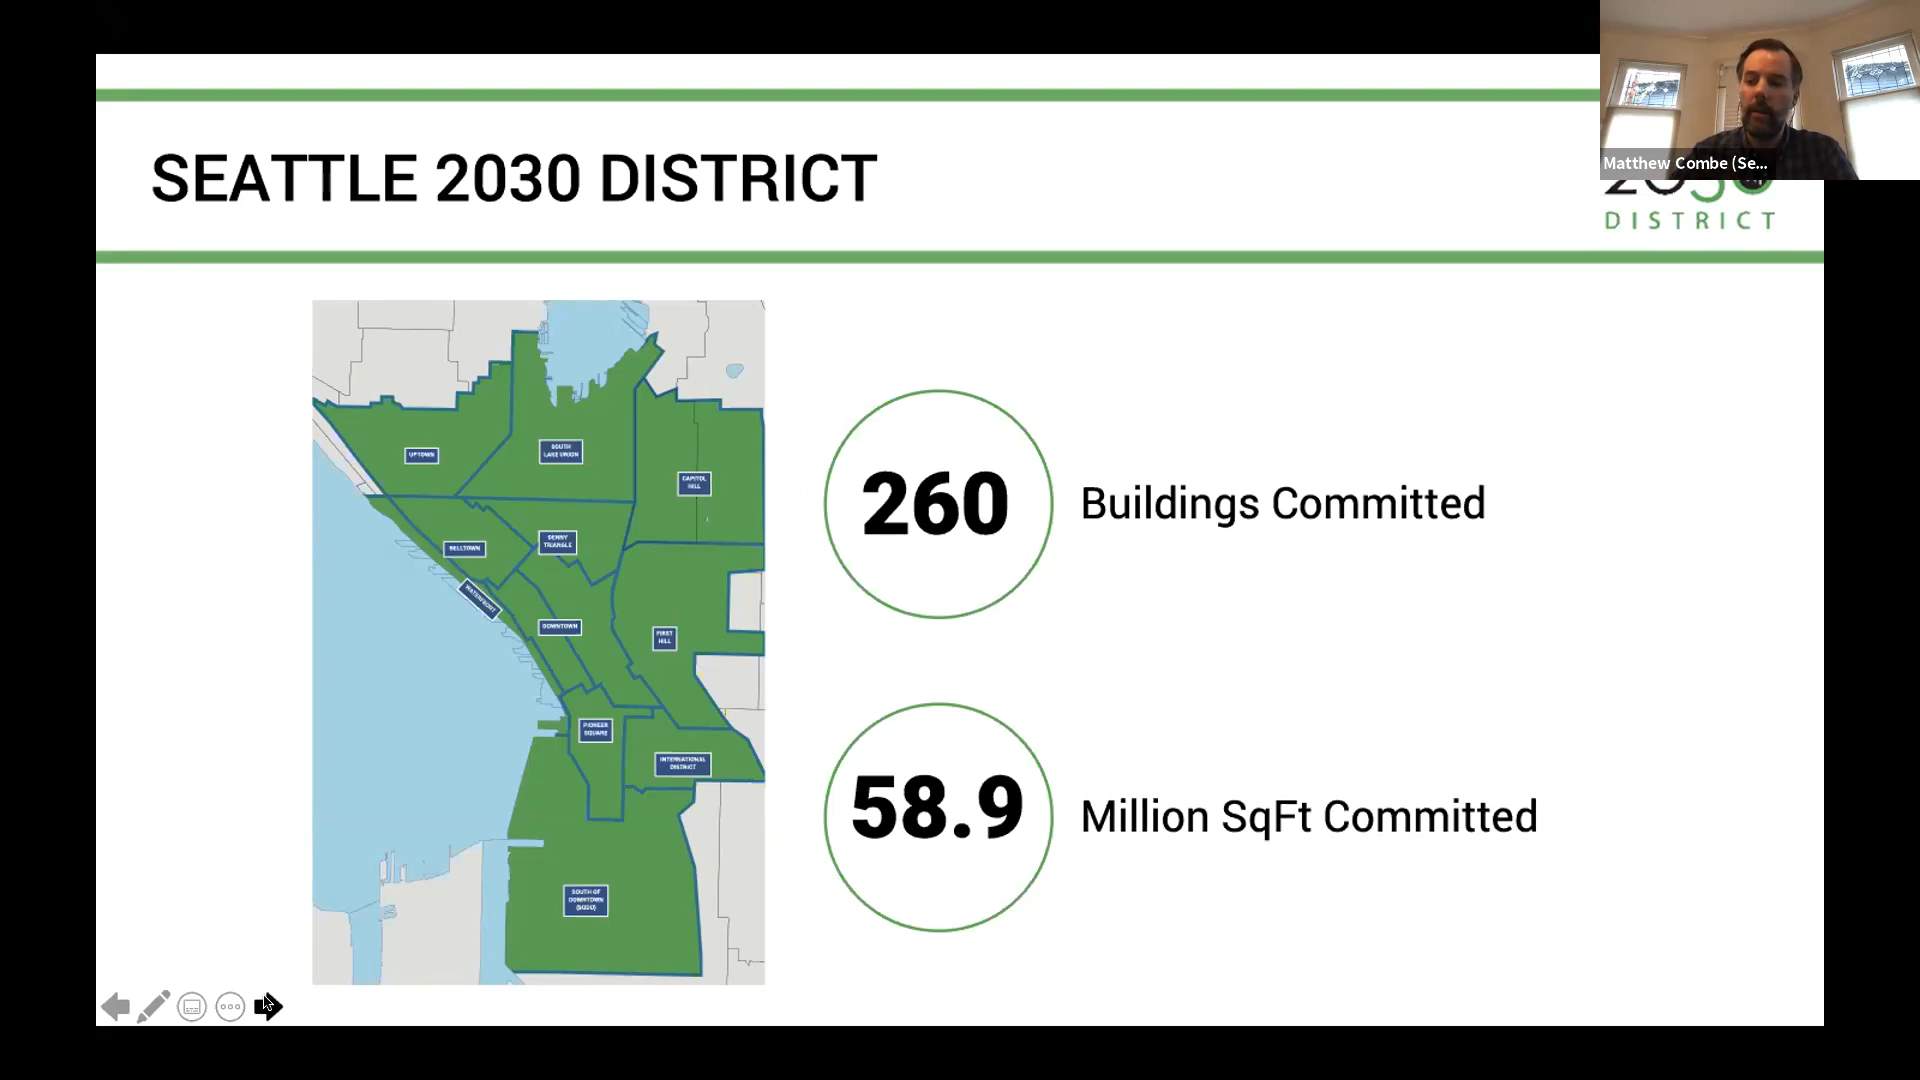 Matthew Combe (Se...
SEATTLE 2030 DISTRICT
2030
DISTRICT
UPTOWN
SOUTH
LAKE UNION
CAPITOL
HILL
BELLTOWN
DENNY
TRIANGLE
WATERFRONT
DOWNTOWN
FIRST
HILL
PIONEER
SQUARE
INTERNATIONAL
DISTRICT
SOUTH OF
DOWNTOWN
(SODO)
260
Buildings Committed
58.9
Million SqFt Committed